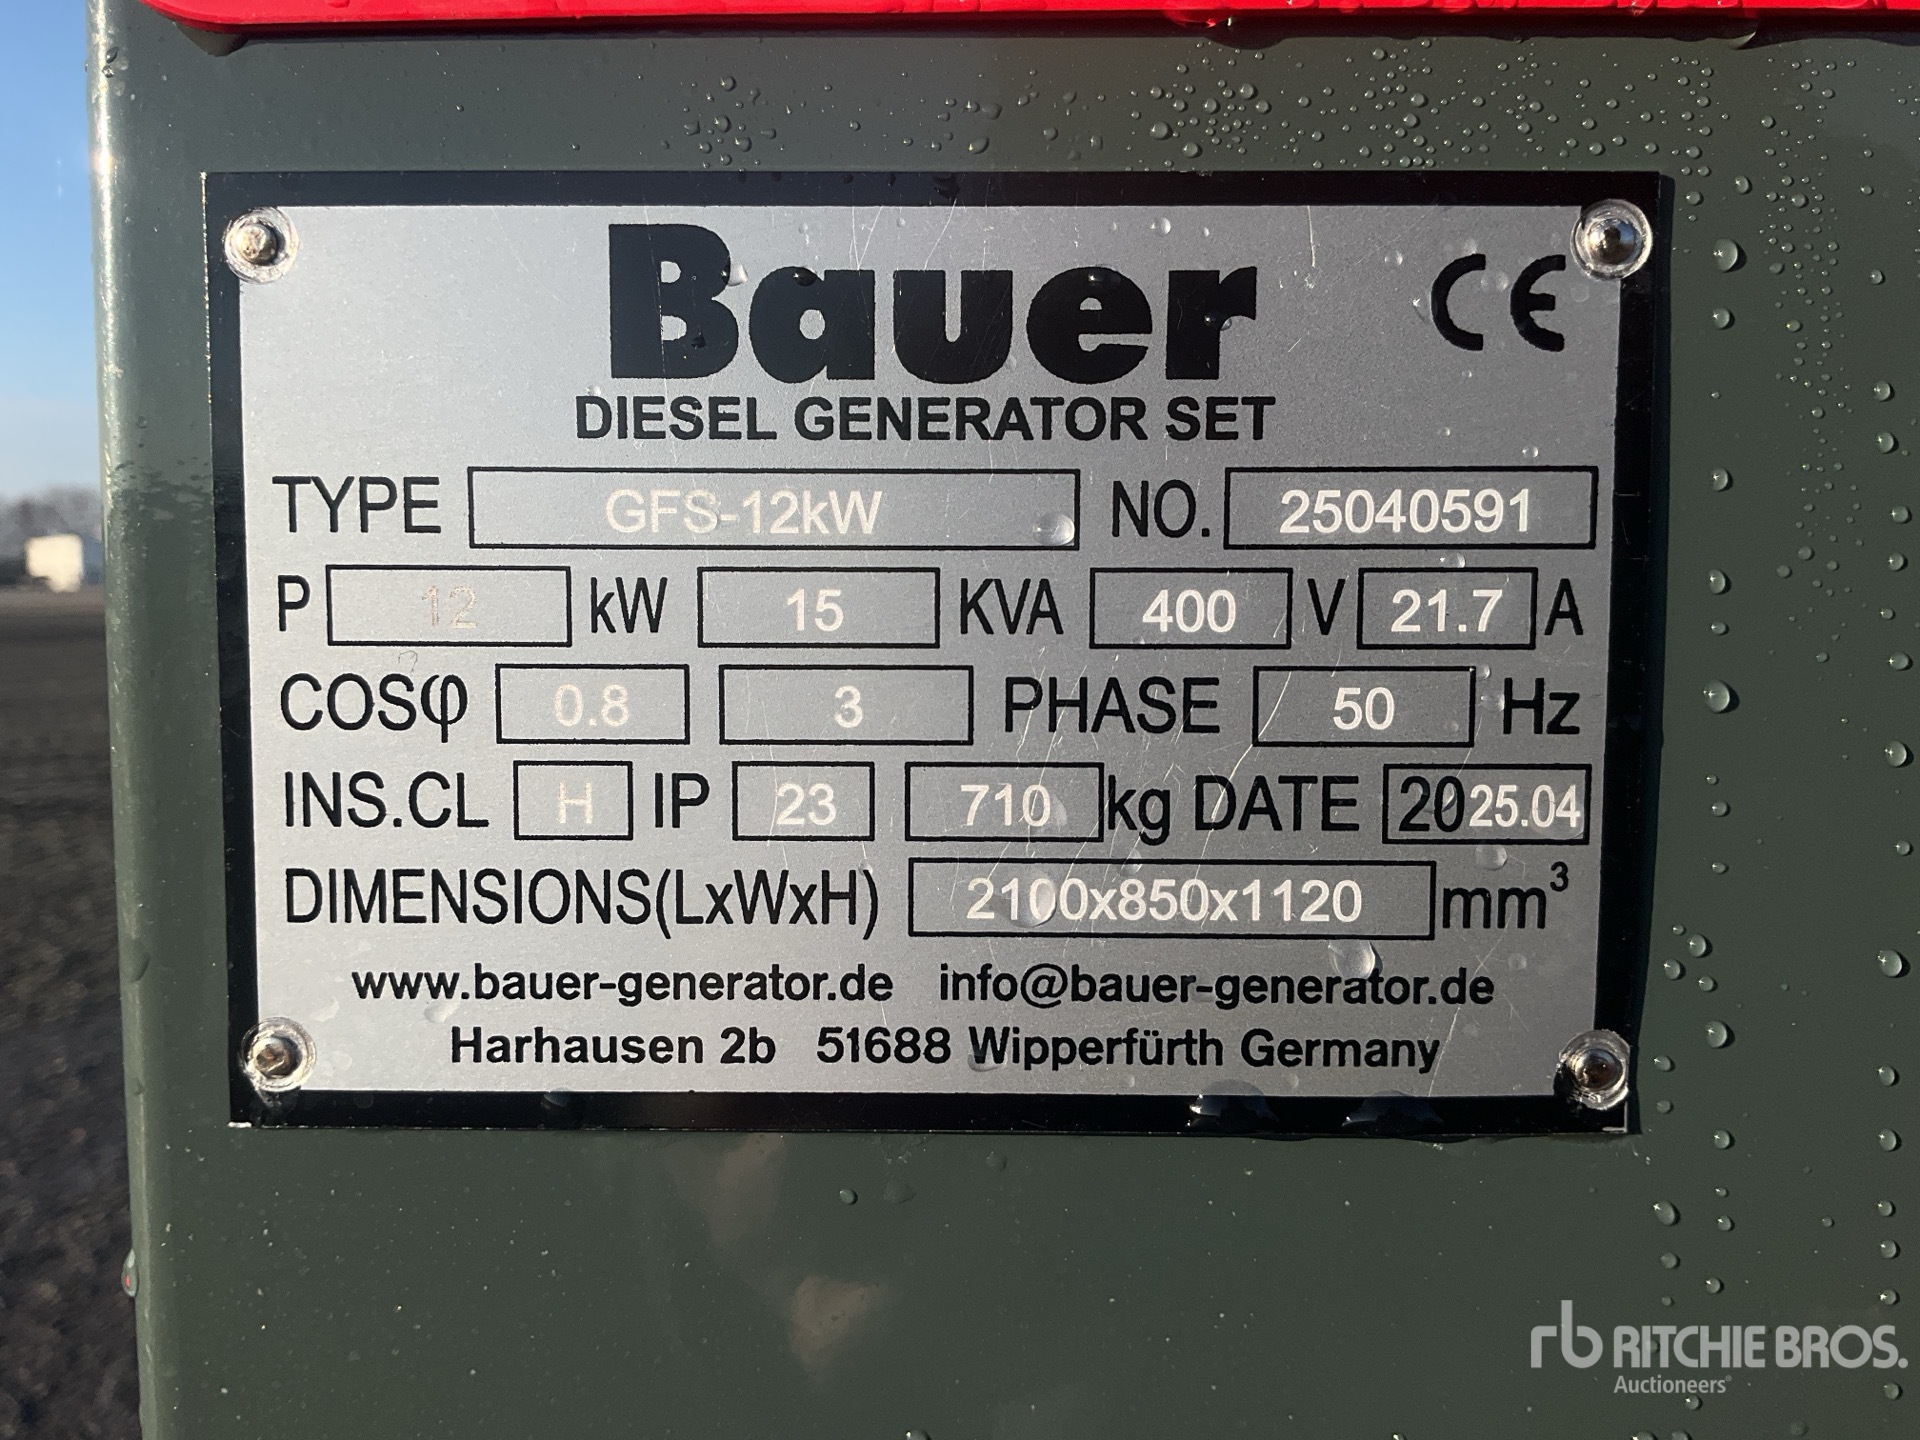 Bauer CE
DIESEL GENERATOR SET
TYPE GFS-12kW NO. 25040591
P 12 kW 15 KVA 400 V 21.7 A
COSφ 0.8 3 PHASE 50 Hz
INS.CL H IP 23 710 kg DATE 2025.04
DIMENSIONS(LxWxH) 2100x850x1120 mm³
www.bauer-generator.de info@bauer-generator.de
Harhausen 2b 51688 Wipperfürth Germany
rb RITCHIE BROS.
Auctioneers®